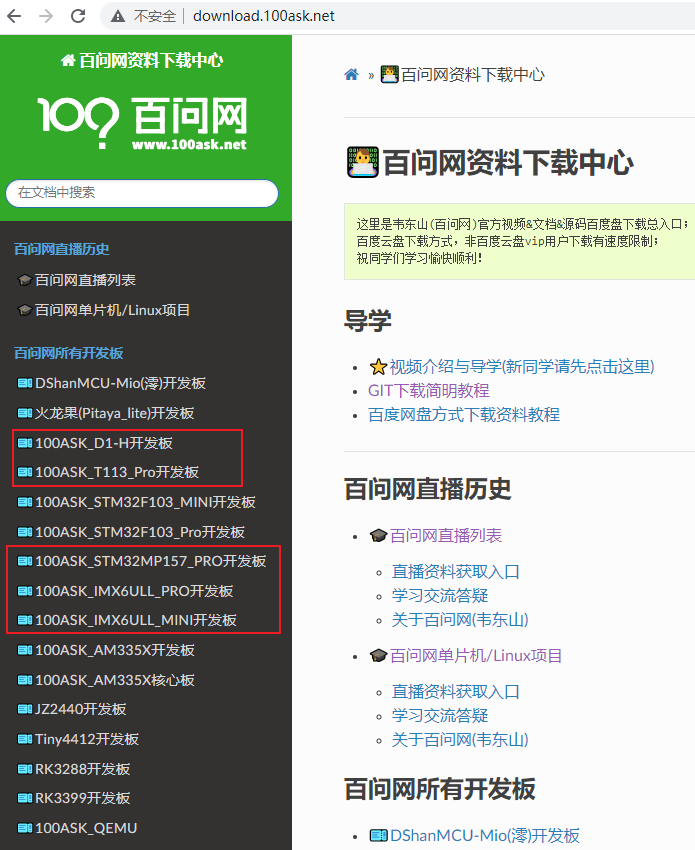 不安全 download.100ask.net
百问网资料下载中心
100? 百问网
www.100ask.net
在文档中搜索
百问网直播历史
百问网直播列表
百问网单片机/Linux项目
百问网所有开发板
DShanMCU-Mio(澪)开发板
火龙果(Pitaya_lite)开发板
100ASK_D1-H开发板
100ASK_T113_Pro开发板
100ASK_STM32F103_MINI开发板
100ASK_STM32F103_Pro开发板
100ASK_STM32MP157_PRO开发板
100ASK_IMX6ULL_PRO开发板
100ASK_IMX6ULL_MINI开发板
100ASK_AM335X开发板
100ASK_AM335X核心板
JZ2440开发板
Tiny4412开发板
RK3288开发板
RK3399开发板
100ASK_QEMU
» 百问网资料下载中心
百问网资料下载中心
这里是韦东山(百问网)官方视频&文档&源码百度盘下载总入口;
百度云盘下载方式，非百度云盘vip用户下载有速度限制;
祝同学们学习愉快顺利!
导学
视频介绍与导学(新同学请先点击这里)
GIT下载简明教程
百度网盘方式下载资料教程
百问网直播历史
百问网直播列表
直播资料获取入口
学习交流答疑
关于百问网(韦东山)
百问网单片机/Linux项目
直播资料获取入口
学习交流答疑
关于百问网(韦东山)
百问网所有开发板
DShanMCU-Mio(澪)开发板